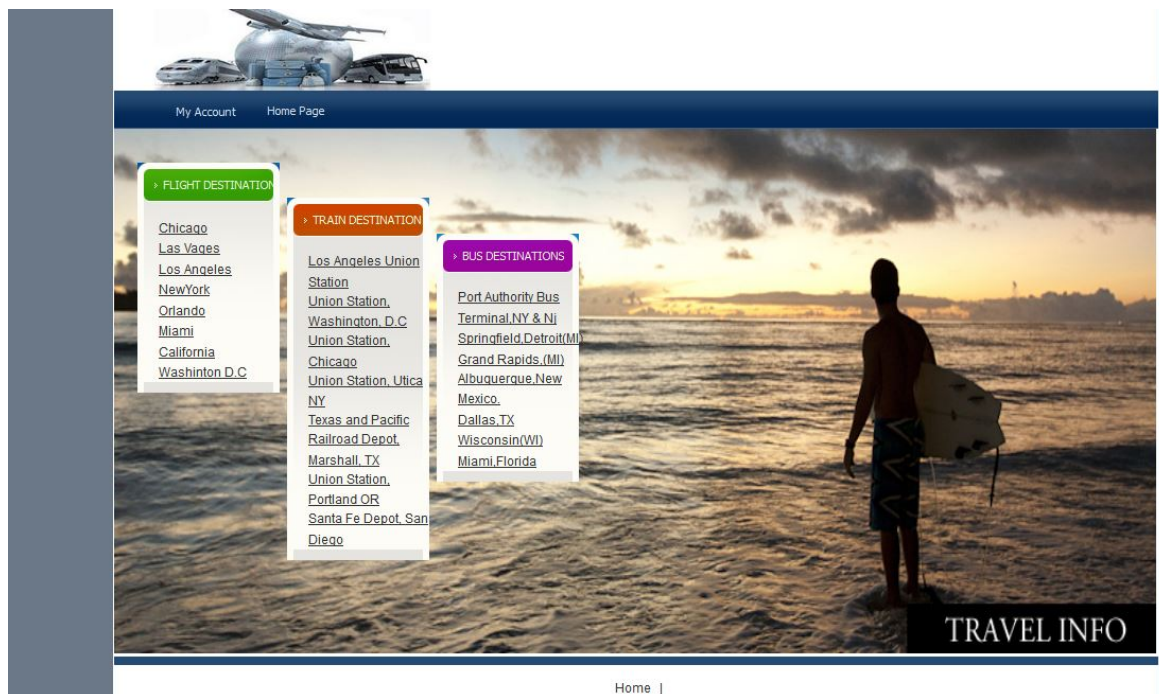 My Account
Home Page
FLIGHT DESTINATION
Chicago
Las Vages
Los Angeles
NewYork
Orlando
Miami
California
Washinton D.C
TRAIN DESTINATION
Los Angeles Union
Station
Union Station,
Washington, D.C
Union Station,
Chicago
Union Station, Utica
NY
Texas and Pacific
Railroad Depot,
Marshall, TX
Union Station,
Portland OR
Santa Fe Depot, San
Diego
BUS DESTINATIONS
Port Authority Bus
Terminal,NY & Nj
Springfield,Detroit(MI)
Grand Rapids,(MI)
Albuquerque,New
Mexico.
Dallas,TX
Wisconsin(WI)
Miami,Florida
TRAVEL INFO
Home |